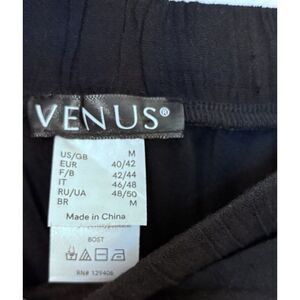 VENUS®
US/GB M
EUR 40/42
F/B 42/44
IT 46/48
RU/UA 48/50
BR M
Made in China
BOST
RN# 129406